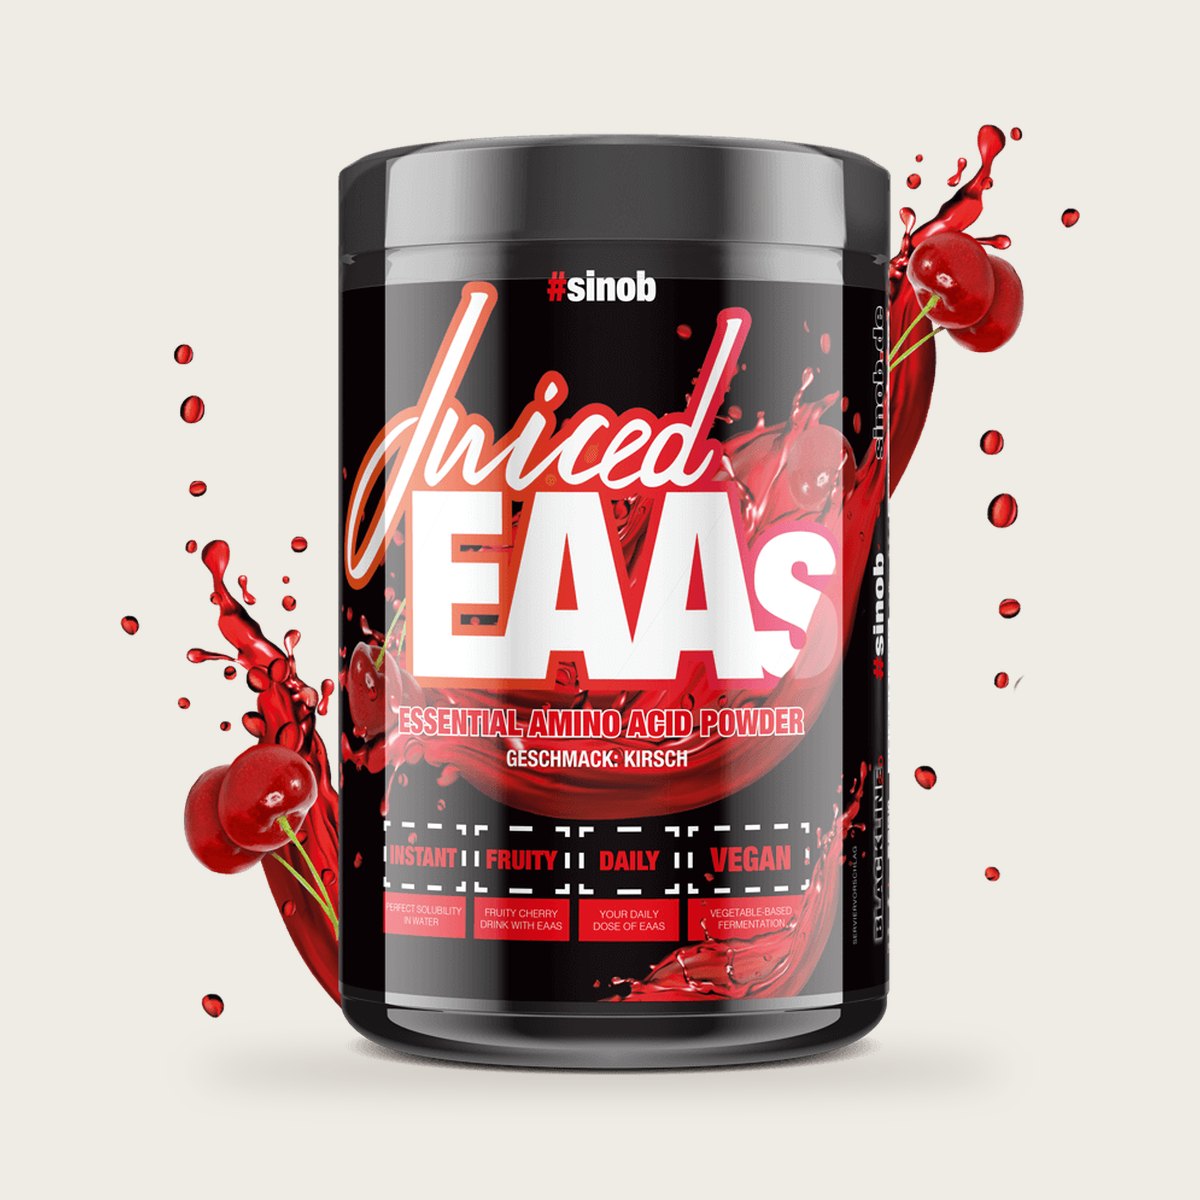 #sinob
Juiced
EAAs
ESSENTIAL AMINO ACID POWDER
GESCHMACK: KIRSCH
INSTANT
FRUITY
DAILY
VEGAN
PERFECT SOLUBILITY
IN WATER
FRUITY CHERRY
DRINK WITH EAAS
YOUR DAILY
DOSE OF EAAS
VEGETABLE-BASED
FERMENTATION
SERVIERVORSCHLAG
sinob.de
#sinob
BLACKLINE